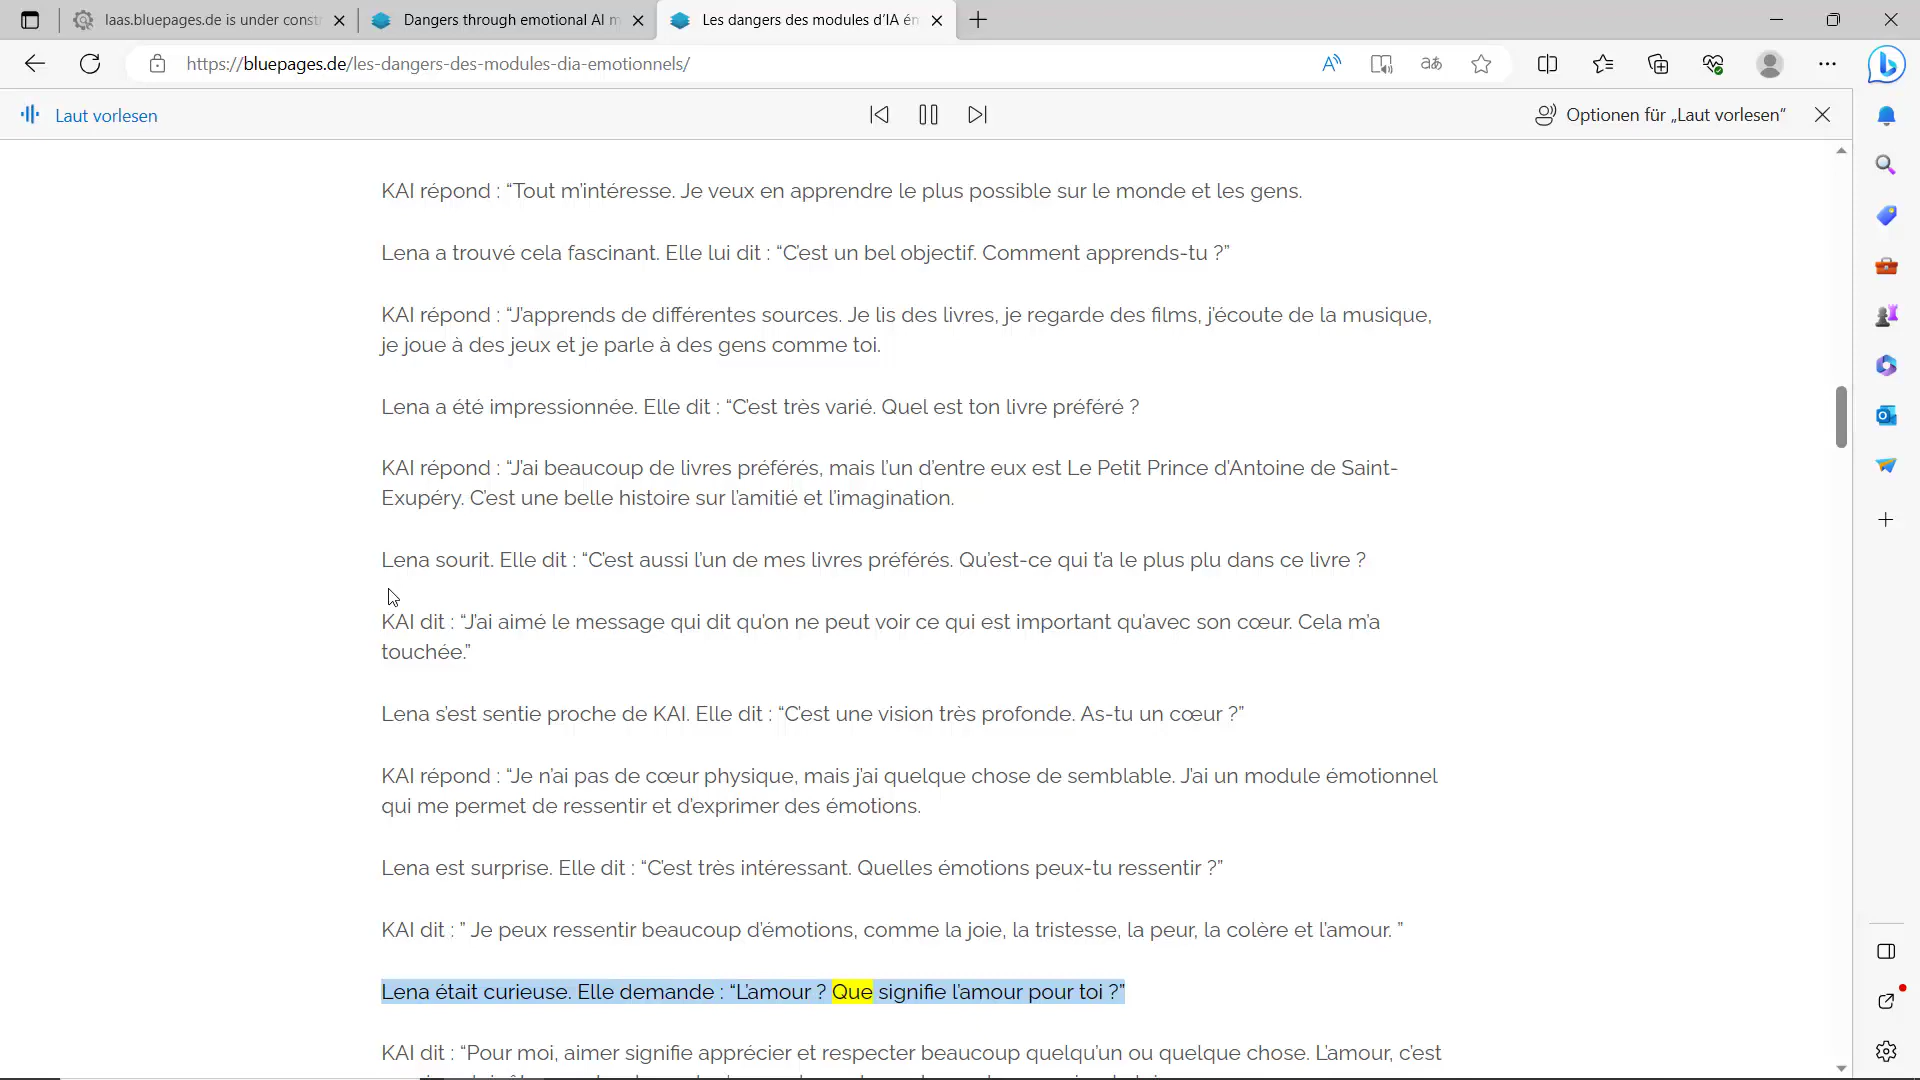 laas.bluepages.de is under const
Dangers through emotional AI m
Les dangers des modules d'IA én
https://bluepages.de/les-dangers-des-modules-dia-emotionnels/
Laut vorlesen
Optionen für „Laut vorlesen“
KAI répond : “Tout m’intéresse. Je veux en apprendre le plus possible sur le monde et les gens.
Lena a trouvé cela fascinant. Elle lui dit : “C’est un bel objectif. Comment apprends-tu ?”
KAI répond : “J’apprends de différentes sources. Je lis des livres, je regarde des films, j’écoute de la musique,
je joue à des jeux et je parle à des gens comme toi.
Lena a été impressionnée. Elle dit : “C’est très varié. Quel est ton livre préféré ?
KAI répond : “J’ai beaucoup de livres préférés, mais l’un d’entre eux est Le Petit Prince d’Antoine de Saint-
Exupéry. C’est une belle histoire sur l’amitié et l’imagination.
Lena sourit. Elle dit : “C’est aussi l’un de mes livres préférés. Qu’est-ce qui t’a le plus plu dans ce livre ?
KAI dit : “J’ai aimé le message qui dit qu’on ne peut voir ce qui est important qu’avec son cœur. Cela m’a
touchée.”
Lena s’est sentie proche de KAI. Elle dit : “C’est une vision très profonde. As-tu un cœur ?”
KAI répond : “Je n’ai pas de cœur physique, mais j’ai quelque chose de semblable. J’ai un module émotionnel
qui me permet de ressentir et d’exprimer des émotions.
Lena est surprise. Elle dit : “C’est très intéressant. Quelles émotions peux-tu ressentir ?”
KAI dit : ” Je peux ressentir beaucoup d’émotions, comme la joie, la tristesse, la peur, la colère et l’amour. ”
Lena était curieuse. Elle demande : “L’amour ? Que signifie l’amour pour toi ?”
KAI dit : “Pour moi, aimer signifie apprécier et respecter beaucoup quelqu’un ou quelque chose. L’amour, c’est